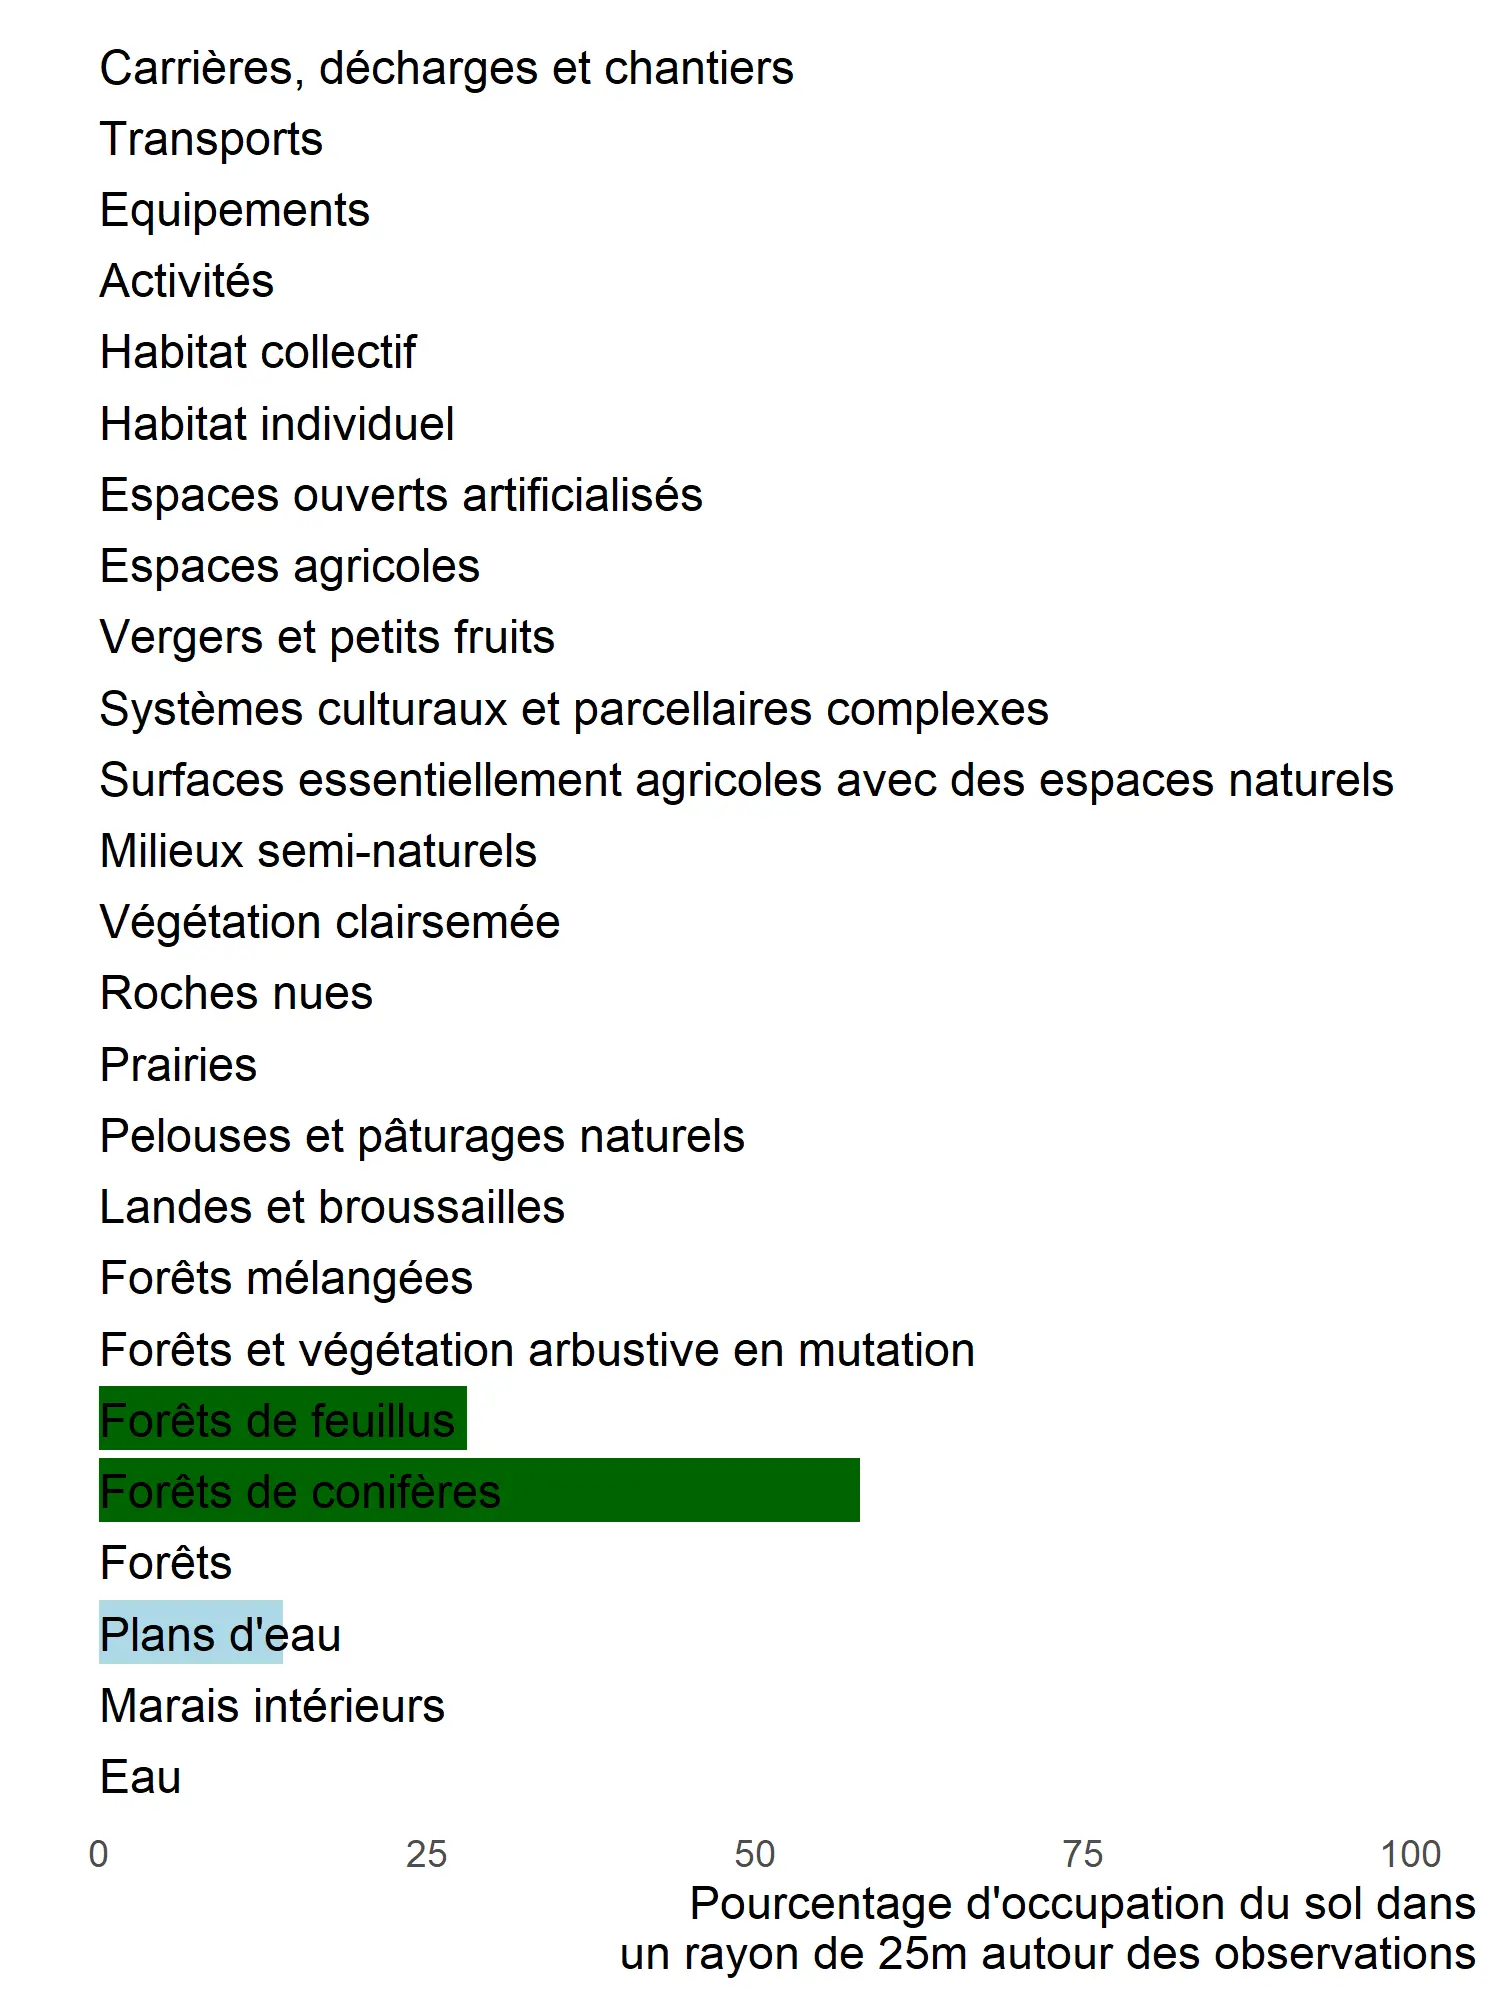 Carrières, décharges et chantiers
Transports
Equipements
Activités
Habitat collectif
Habitat individuel
Espaces ouverts artificialisés
Espaces agricoles
Vergers et petits fruits
Systèmes culturaux et parcellaires complexes
Surfaces essentiellement agricoles avec des espaces naturels
Milieux semi-naturels
Végétation clairsemée
Roches nues
Prairies
Pelouses et pâturages naturels
Landes et broussailles
Forêts mélangées
Forêts et végétation arbustive en mutation
Forêts de feuillus
Forêts de conifères
Forêts
Plans d'eau
Marais intérieurs
Eau
0 25 50 75 100
Pourcentage d'occupation du sol dans
un rayon de 25m autour des observations